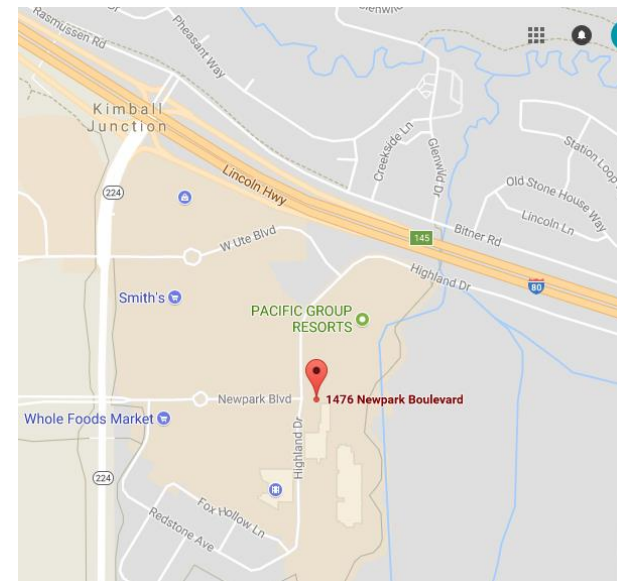 Glenwild
Rasmussen Rd
Pheasant Way
Kimball
Junction
Creekside Ln
Glenwild Dr
Station Loop
224
Lincoln Hwy
Old Stone House Way
Lincoln Ln
145
Bitner Rd
W Ute Blvd
Highland Dr
80
Smith's
PACIFIC GROUP
RESORTS
Newpark Blvd
1476 Newpark Boulevard
Whole Foods Market
Highland Dr
224
Fox Hollow Ln
Redstone Ave